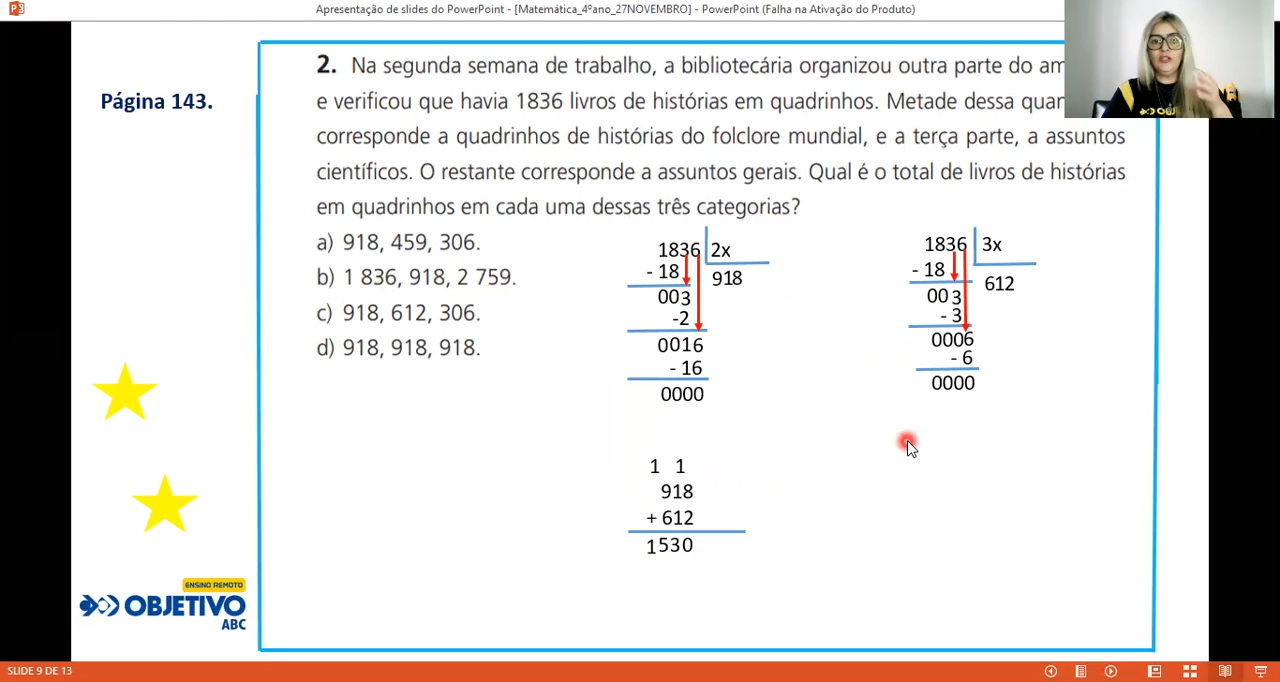 Apresentação de slides do PowerPoint - [Matemática_4ºano_27NOVEMBRO] - PowerPoint (Falha na Ativação do Produto)
Página 143.
2. Na segunda semana de trabalho, a bibliotecária organizou outra parte do
e verificou que havia 1836 livros de histórias em quadrinhos. Metade dessa
corresponde a quadrinhos de histórias do folclore mundial, e a terça parte, a assuntos
científicos. O restante corresponde a assuntos gerais. Qual é o total de livros de histórias
em quadrinhos em cada uma dessas três categorias?
a) 918, 459, 306.
b) 1 836, 918, 2 759.
c) 918, 612, 306.
d) 918, 918, 918.
1836 2x
- 18 918
003
-2
0016
- 16
0000
1836 3x
- 18 612
003
- 3
0006
- 6
0000
1 1
918
+ 612
1530
ENSINO REMOTO
OBJETIVO
ABC
SLIDE 9 DE 13